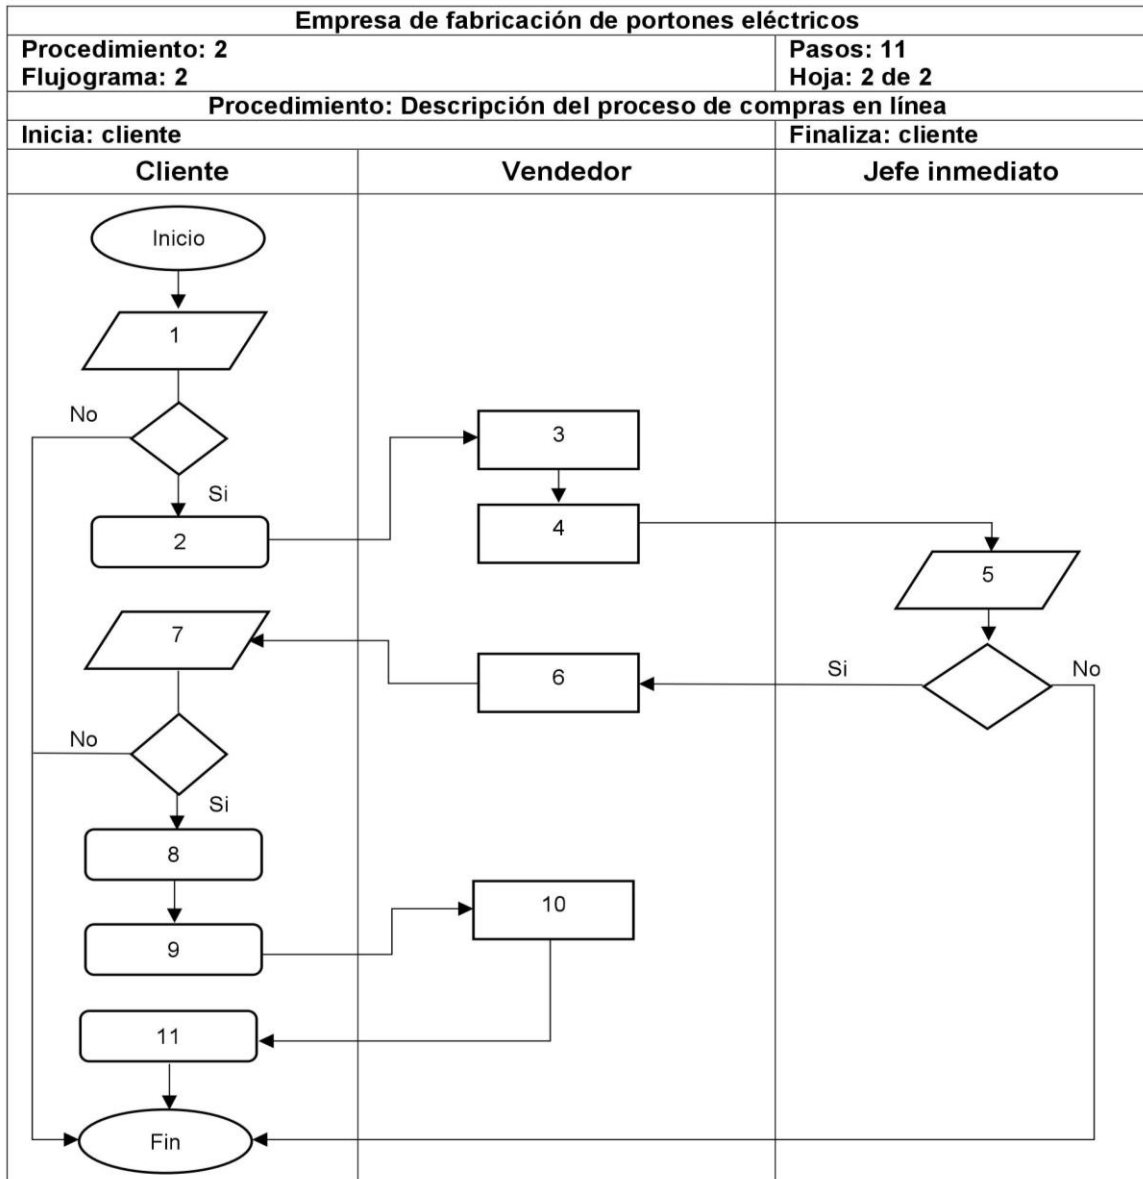 Empresa de fabricación de portones eléctricos
Procedimiento: 2
Flujograma: 2
Pasos: 11
Hoja: 2 de 2
Procedimiento: Descripción del proceso de compras en línea
Inicia: cliente
Finaliza: cliente
Cliente
Vendedor
Jefe inmediato
Inicio
1
No
Si
2
3
4
5
Si
No
6
7
No
Si
8
9
10
11
Fin